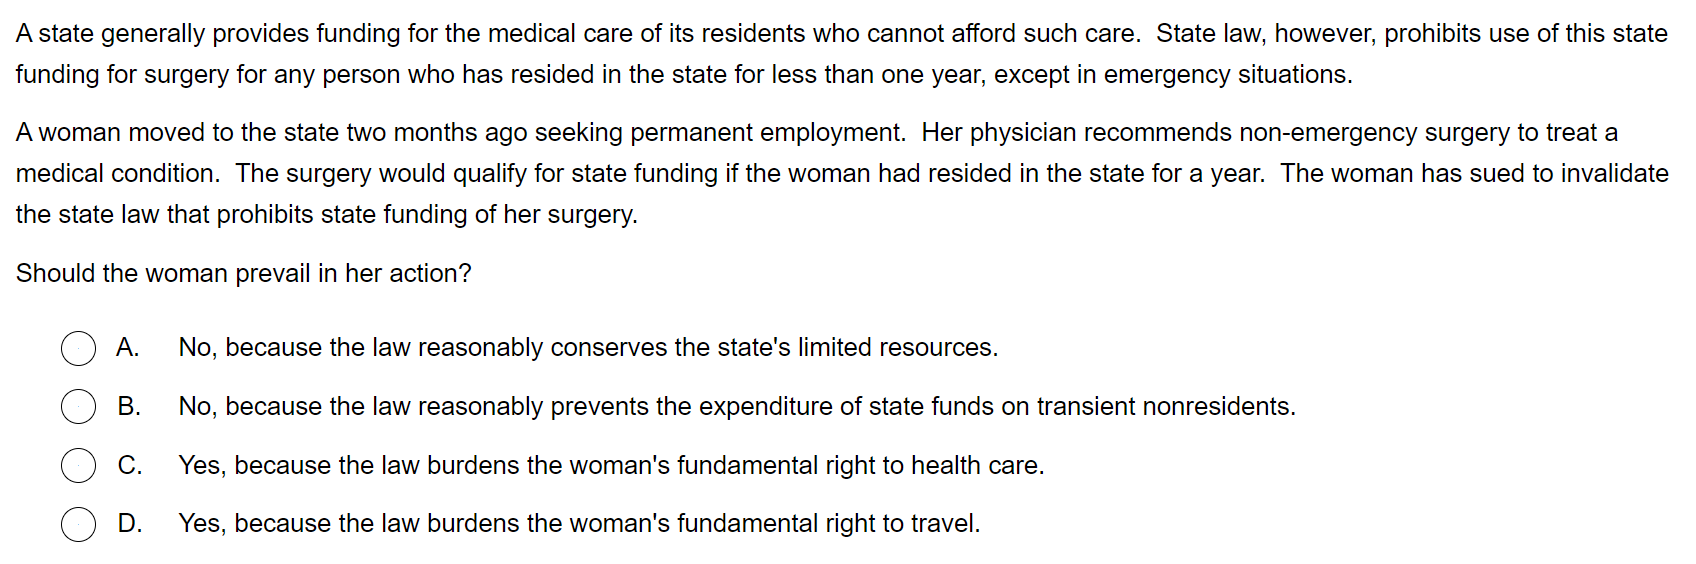 A state generally provides funding for the medical care of its residents who cannot afford such care.  State law, however, prohibits use of this state
funding for surgery for any person who has resided in the state for less than one year, except in emergency situations.
A woman moved to the state two months ago seeking permanent employment.  Her physician recommends non-emergency surgery to treat a
medical condition.  The surgery would qualify for state funding if the woman had resided in the state for a year.  The woman has sued to invalidate
the state law that prohibits state funding of her surgery.
Should the woman prevail in her action?
A. No, because the law reasonably conserves the state's limited resources.
B. No, because the law reasonably prevents the expenditure of state funds on transient nonresidents.
C. Yes, because the law burdens the woman's fundamental right to health care.
D. Yes, because the law burdens the woman's fundamental right to travel.